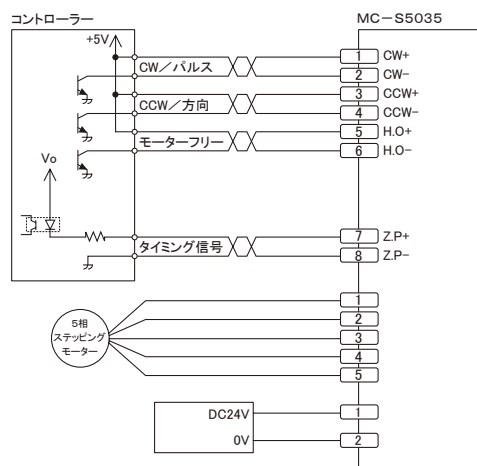 コントローラー
MC－S5035
+5V
1 CW+
CW／パルス
2 CW-
3 CCW+
CCW／方向
4 CCW-
5 H.O+
モーターフリー
6 H.O-
Vo
7 Z.P+
タイミング信号
8 Z.P-
1
2
3
4
5
5相
ステッピング
モーター
DC24V
1
0V
2